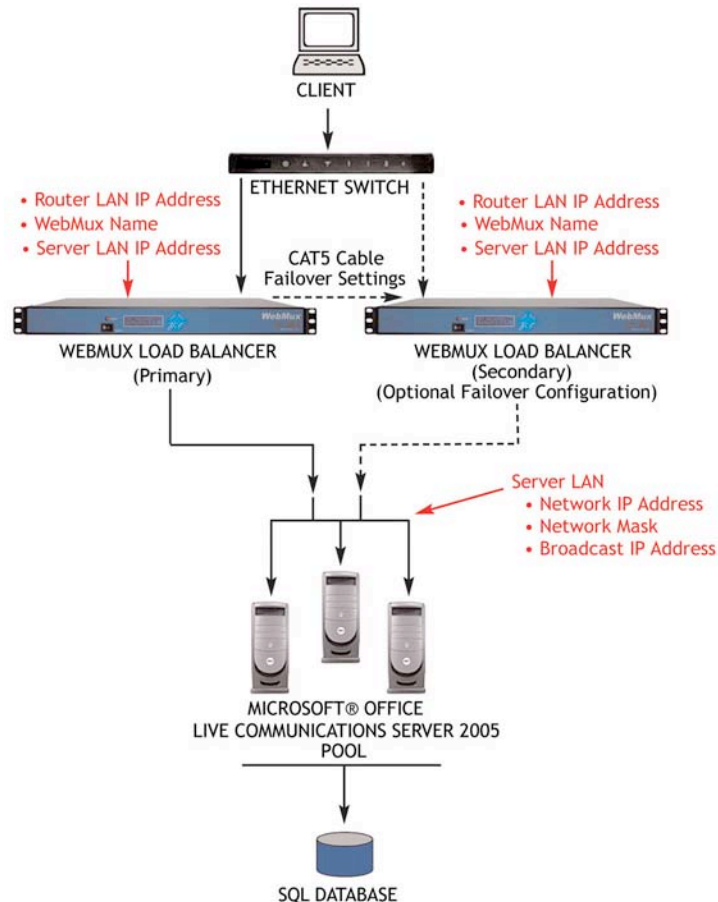 CLIENT
ETHERNET SWITCH
• Router LAN IP Address
• WebMux Name
• Server LAN IP Address
• Router LAN IP Address
• WebMux Name
• Server LAN IP Address
CAT5 Cable
Failover Settings
WebMux
WebMux
WEBMUX LOAD BALANCER
(Primary)
WEBMUX LOAD BALANCER
(Secondary)
(Optional Failover Configuration)
Server LAN
• Network IP Address
• Network Mask
• Broadcast IP Address
MICROSOFT® OFFICE
LIVE COMMUNICATIONS SERVER 2005
POOL
SQL DATABASE